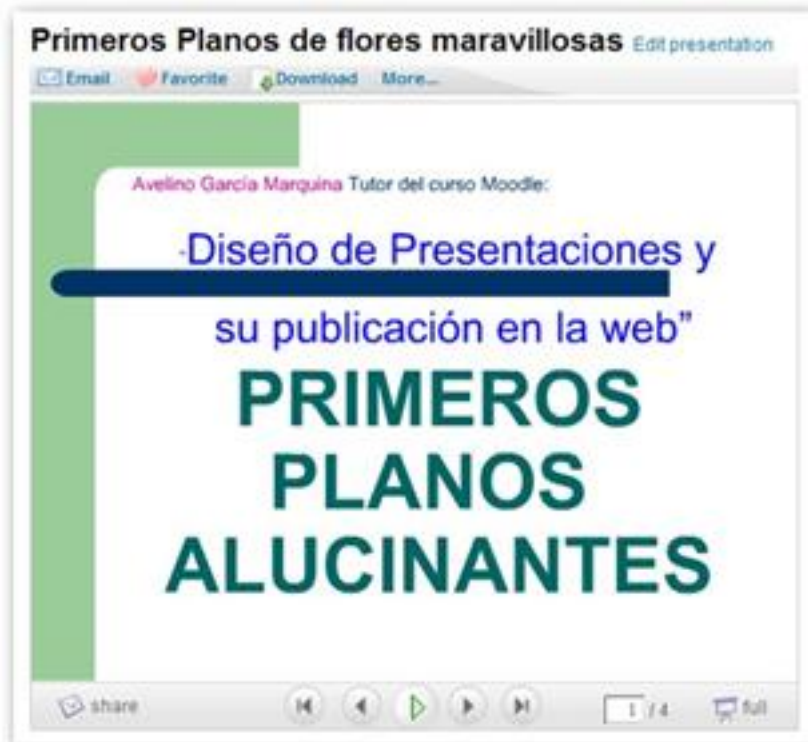 Primeros Planos de flores maravillosas Edit presentation
Email Favorite Download More...
Avelino García Marquina Tutor del curso Moodle:
-Diseño de Presentaciones y
su publicación en la web”
PRIMEROS
PLANOS
ALUCINANTES
share 1 / 4 full